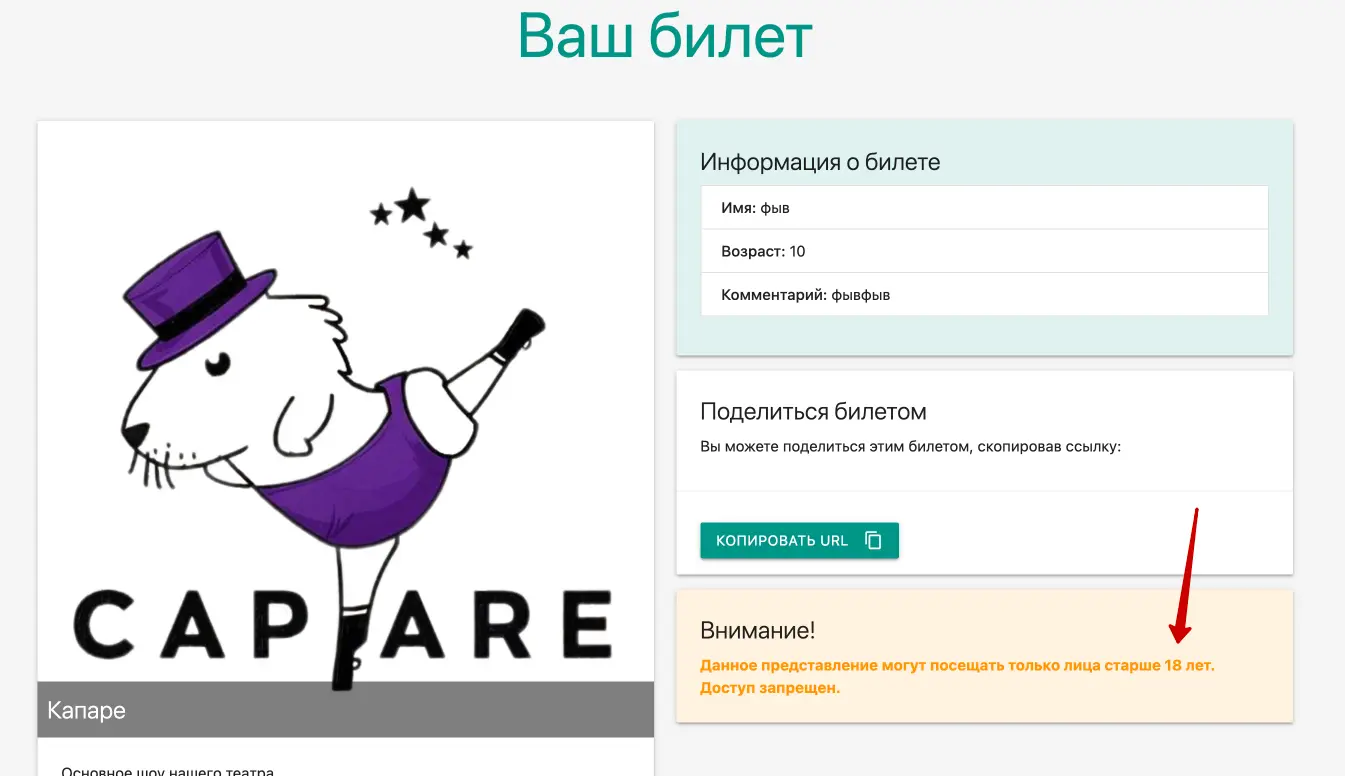 Ваш билет
CAPYARE
Капаре
Основное шоу нашего театра
Информация о билете
Имя: фыв
Возраст: 10
Комментарий: фывфыв
Поделиться билетом
Вы можете поделиться этим билетом, скопировав ссылку:
КОПИРОВАТЬ URL
Внимание!
Данное представление могут посещать только лица старше 18 лет.
Доступ запрещен.